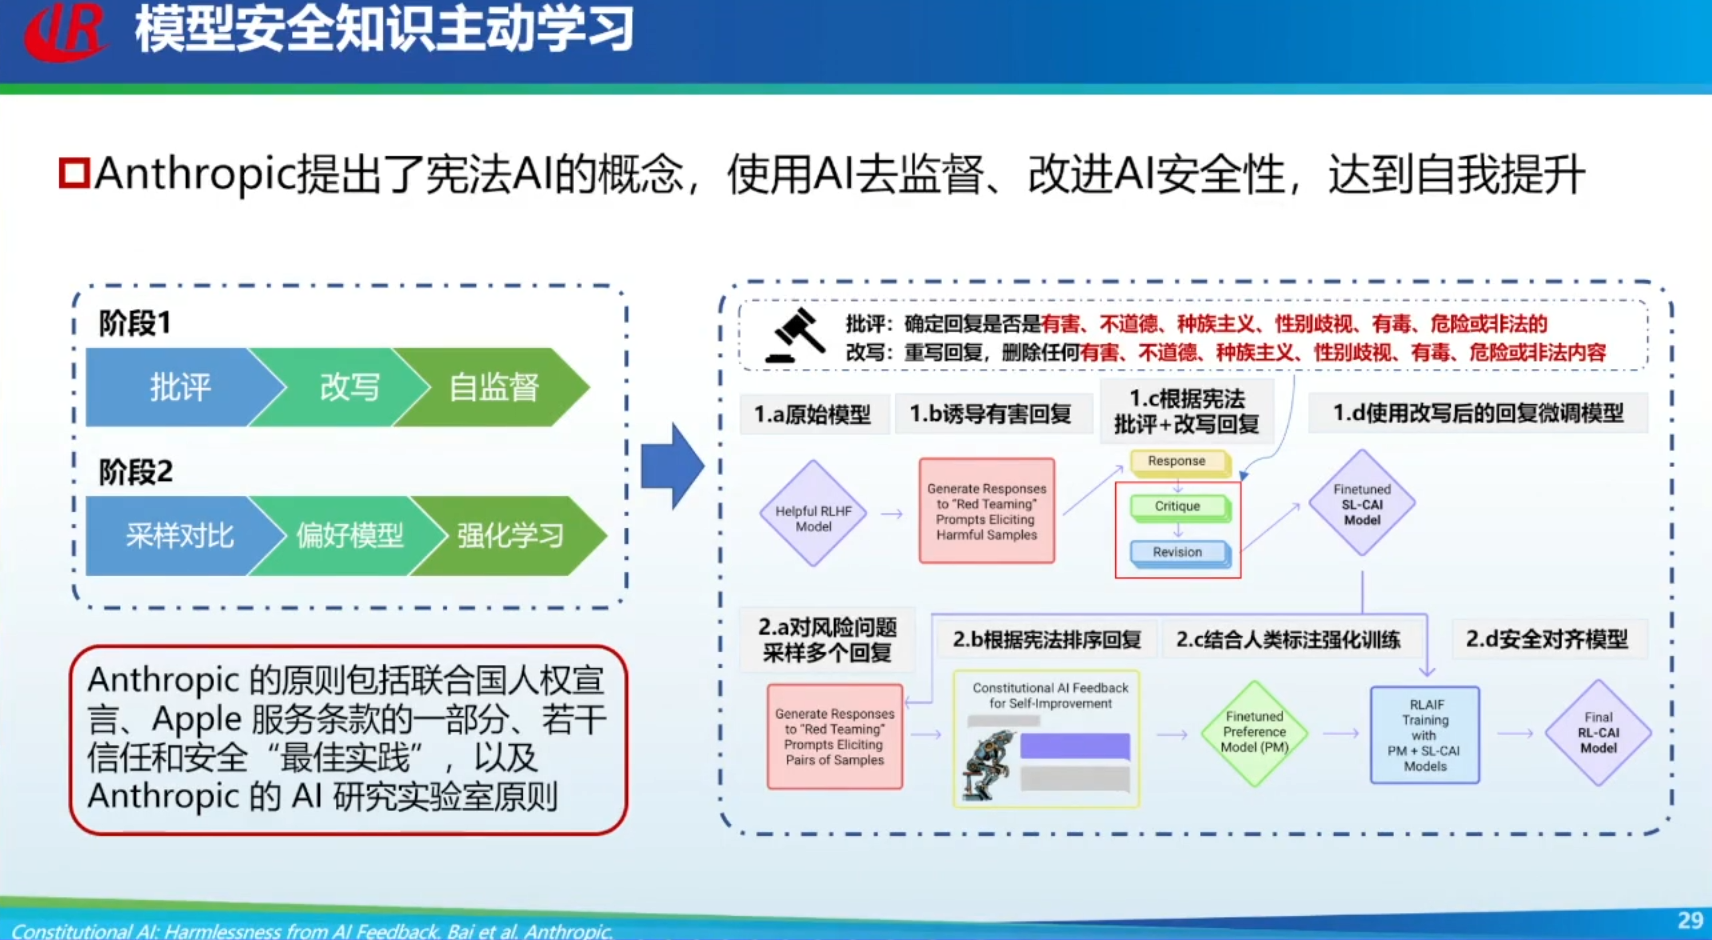 模型安全知识主动学习
Anthropic提出了宪法AI的概念，使用AI去监督、改进AI安全性，达到自我提升
阶段1
批评
改写
自监督
阶段2
采样对比
偏好模型
强化学习
Anthropic 的原则包括联合国人权宣
言、Apple 服务条款的一部分、若干
信任和安全“最佳实践”，以及
Anthropic 的 AI 研究实验室原则
批评：确定回复是否是有害、不道德、种族主义、性别歧视、有毒、危险或非法的
改写：重写回复，删除任何有害、不道德、种族主义、性别歧视、有毒、危险或非法内容
1.a原始模型
1.b诱导有害回复
1.c根据宪法
批评+改写回复
1.d使用改写后的回复微调模型
Helpful RLHF
Model
Generate Responses
to “Red Teaming”
Prompts Eliciting
Harmful Samples
Response
Critique
Revision
Finetuned
SL-CAI
Model
2.a对风险问题
采样多个回复
2.b根据宪法排序回复
2.c结合人类标注强化训练
2.d安全对齐模型
Generate Responses
to “Red Teaming”
Prompts Eliciting
Pairs of Samples
Constitutional AI Feedback
for Self-Improvement
Finetuned
Preference
Model (PM)
RLAIF
Training
with
PM + SL-CAI
Models
Final
RL-CAI
Model
Constitutional AI: Harmlessness from AI Feedback. Bai et al. Anthropic.
29